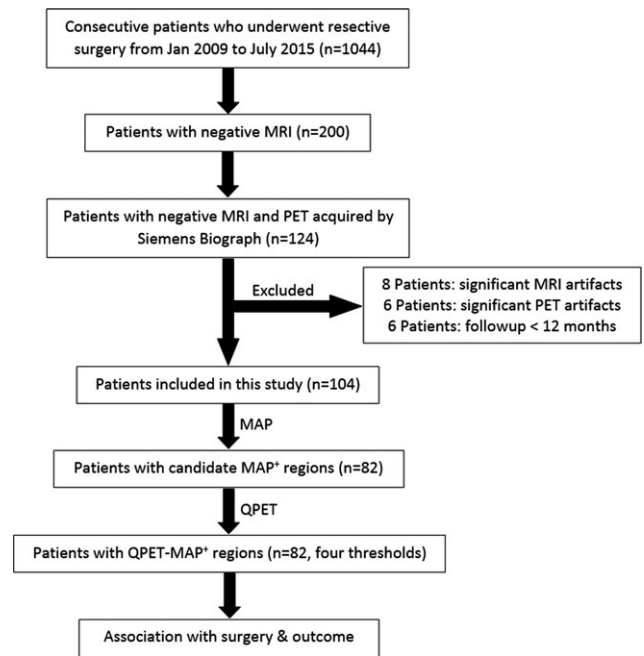 Consecutive patients who underwent resective
surgery from Jan 2009 to July 2015 (n=1044)
Patients with negative MRI (n=200)
Patients with negative MRI and PET acquired by
Siemens Biograph (n=124)
Excluded
8 Patients: significant MRI artifacts
6 Patients: significant PET artifacts
6 Patients: followup < 12 months
Patients included in this study (n=104)
MAP
Patients with candidate MAP⁺ regions (n=82)
QPET
Patients with QPET-MAP⁺ regions (n=82, four thresholds)
Association with surgery & outcome